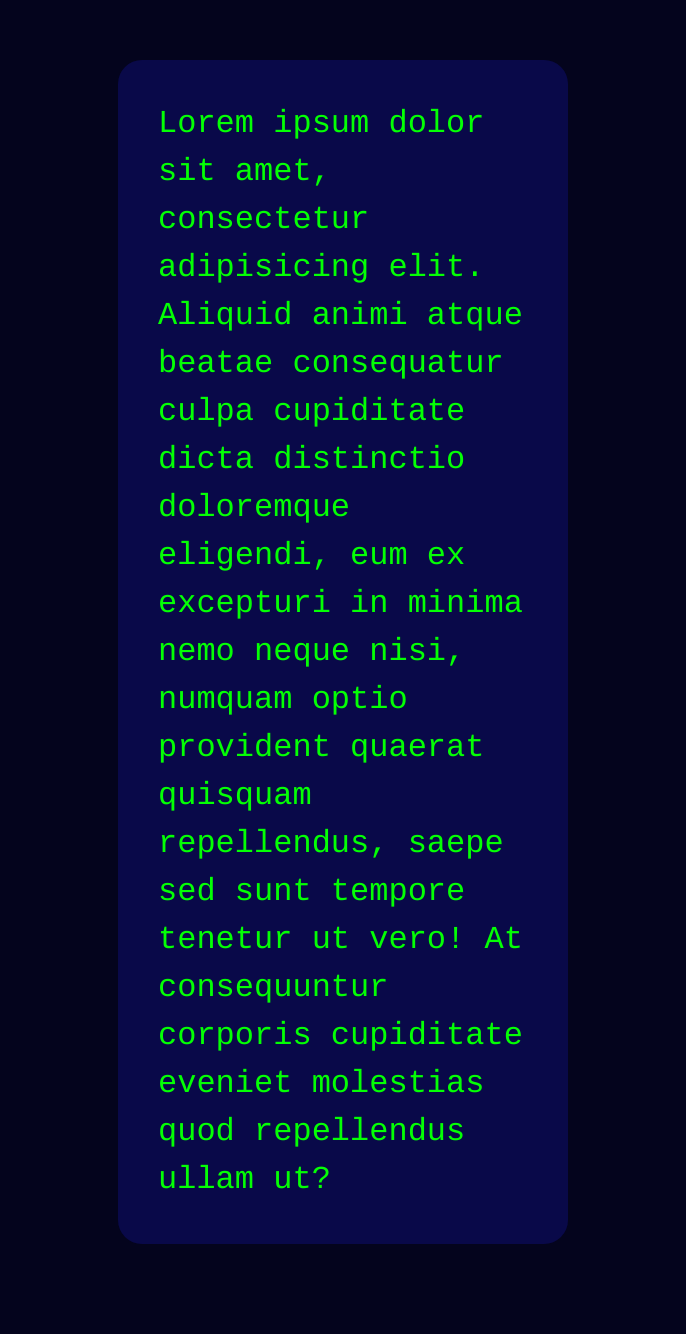 Lorem ipsum dolor
sit amet,
consectetur
adipisicing elit.
Aliquid animi atque
beatae consequatur
culpa cupiditate
dicta distinctio
doloremque
eligendi, eum ex
excepturi in minima
nemo neque nisi,
numquam optio
provident quaerat
quisquam
repellendus, saepe
sed sunt tempore
tenetur ut vero! At
consequuntur
corporis cupiditate
eveniet molestias
quod repellendus
ullam ut?